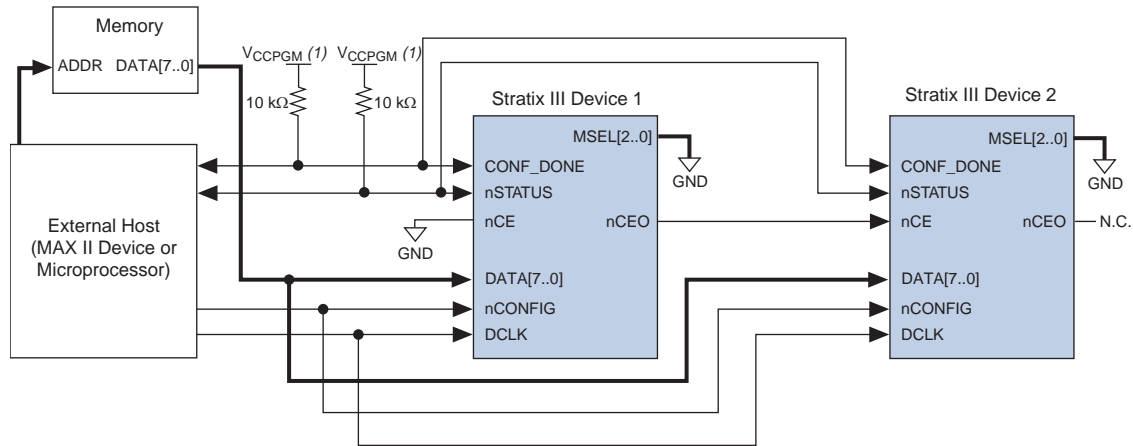 Memory
ADDR DATA[7..0]
V_CCPGM (1) V_CCPGM (1)
10 kΩ 10 kΩ
External Host
(MAX II Device or
Microprocessor)
Stratix III Device 1
MSEL[2..0]
GND
CONF_DONE
nSTATUS
nCE nCEO
GND
DATA[7..0]
nCONFIG
DCLK
Stratix III Device 2
MSEL[2..0]
GND
CONF_DONE
nSTATUS
nCE nCEO N.C.
DATA[7..0]
nCONFIG
DCLK